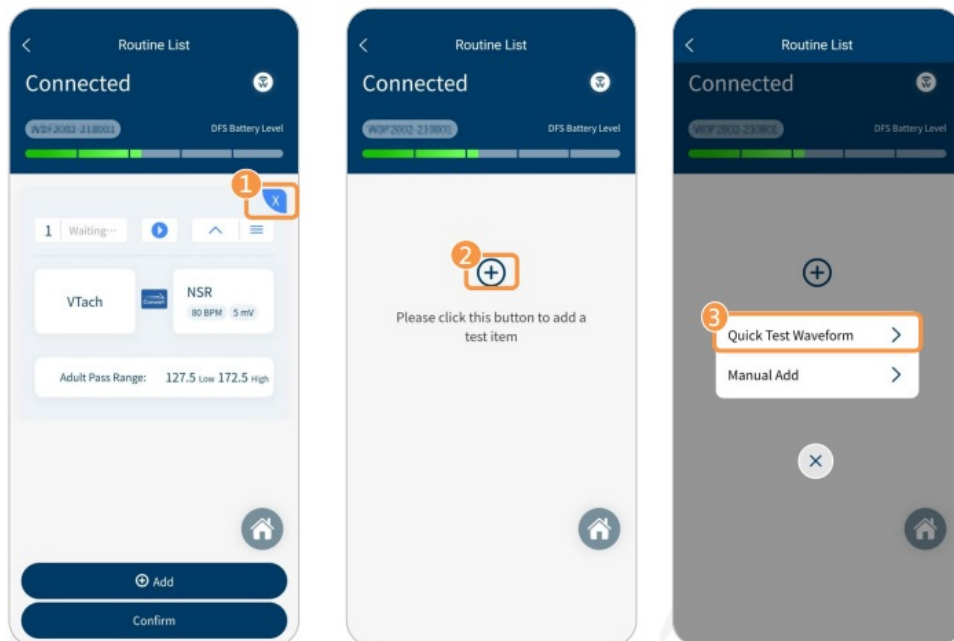 Routine List
Connected
DFS Battery Level
1
X
1 Waiting...
VTach
Convert
NSR
80 BPM 5 mV
Adult Pass Range: 127.5 Low 172.5 High
Add
Confirm
Routine List
Connected
DFS Battery Level
2
Please click this button to add a
test item
Routine List
Connected
DFS Battery Level
3
Quick Test Waveform
Manual Add